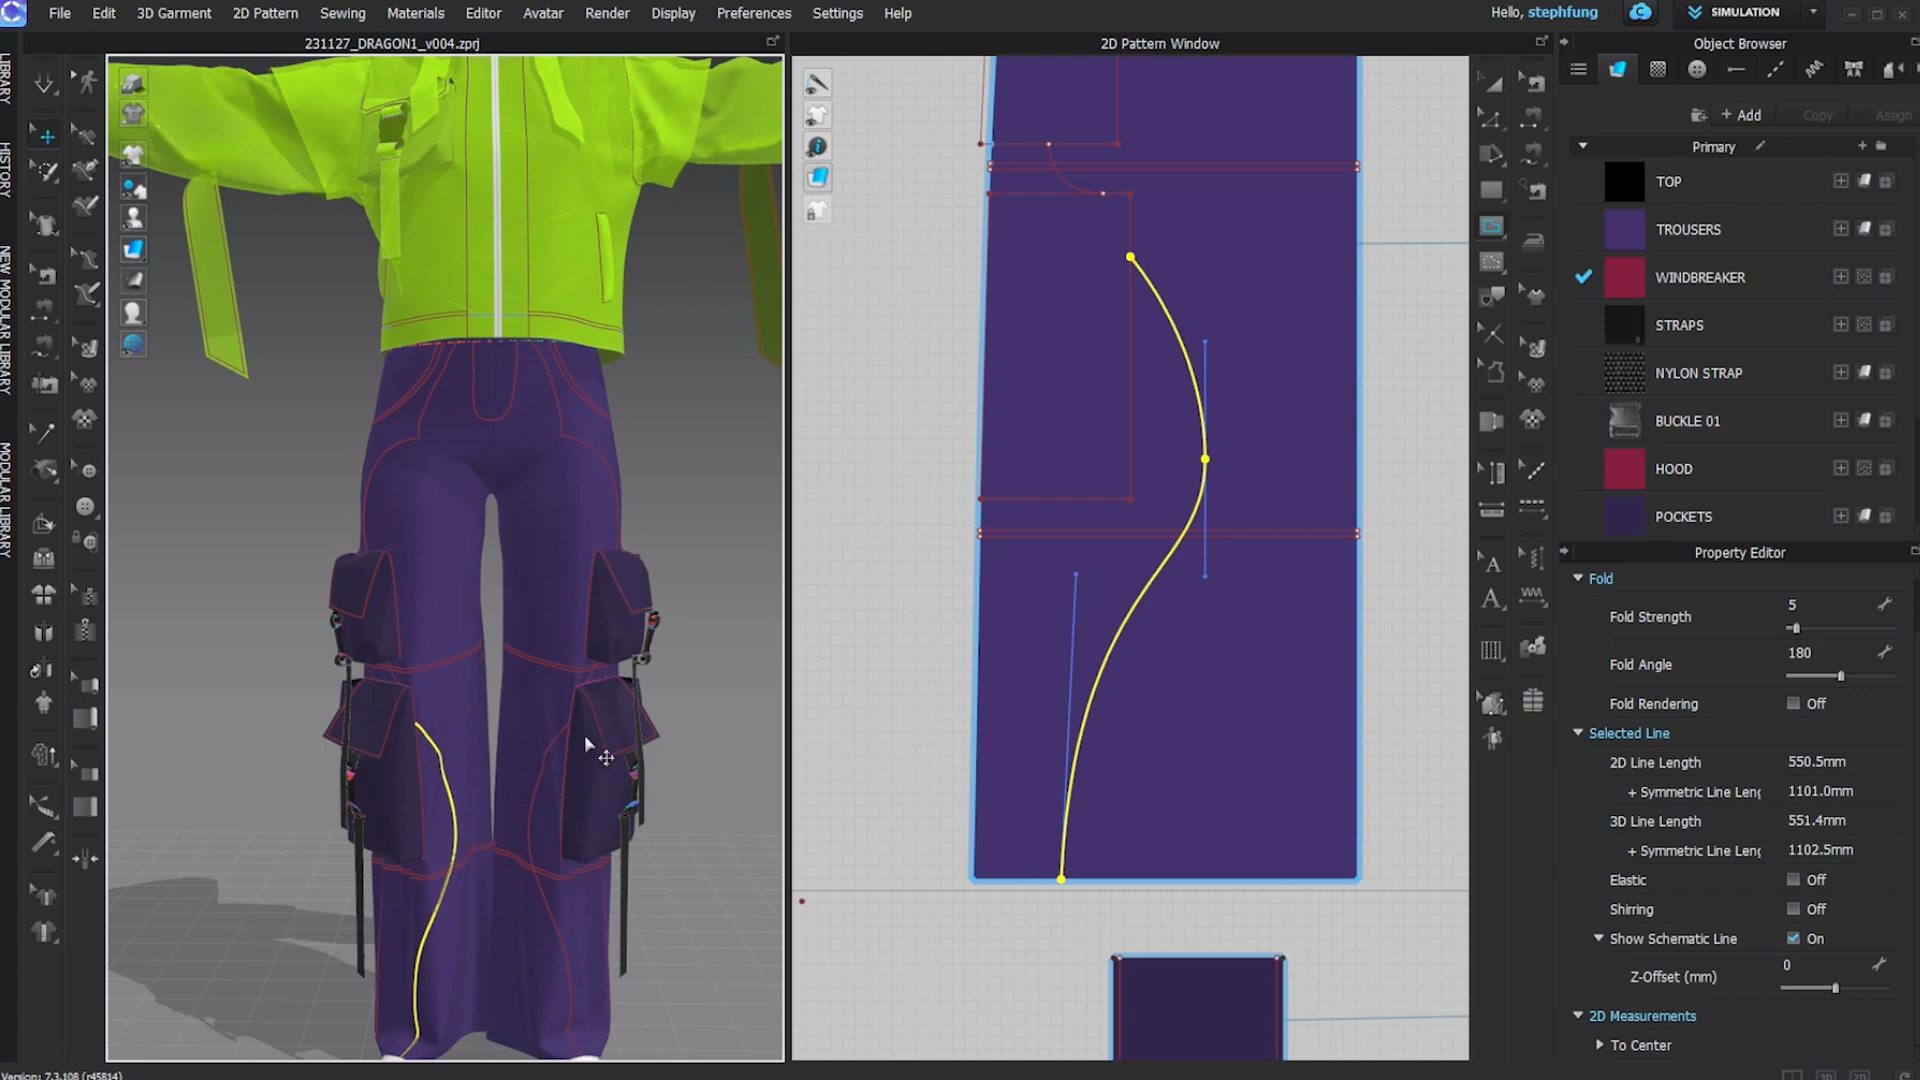 File Edit 3D Garment 2D Pattern Sewing Materials Editor Avatar Render Display Preferences Settings Help
Hello, stephfung
SIMULATION
231127_DRAGON1_v004.zprj
2D Pattern Window
Object Browser
LIBRARY
HISTORY
NEW MODULAR LIBRARY
MODULAR LIBRARY
+ Add
Copy
Assign
Primary
TOP
TROUSERS
WINDBREAKER
STRAPS
NYLON STRAP
BUCKLE 01
HOOD
POCKETS
Property Editor
Fold
Fold Strength 5
Fold Angle 180
Fold Rendering Off
Selected Line
2D Line Length 550.5mm
+ Symmetric Line Leng 1101.0mm
3D Line Length 551.4mm
+ Symmetric Line Leng 1102.5mm
Elastic Off
Shirring Off
Show Schematic Line On
Z-Offset (mm) 0
2D Measurements
To Center
Version: 7.3.108 (r45814)
3D 2D